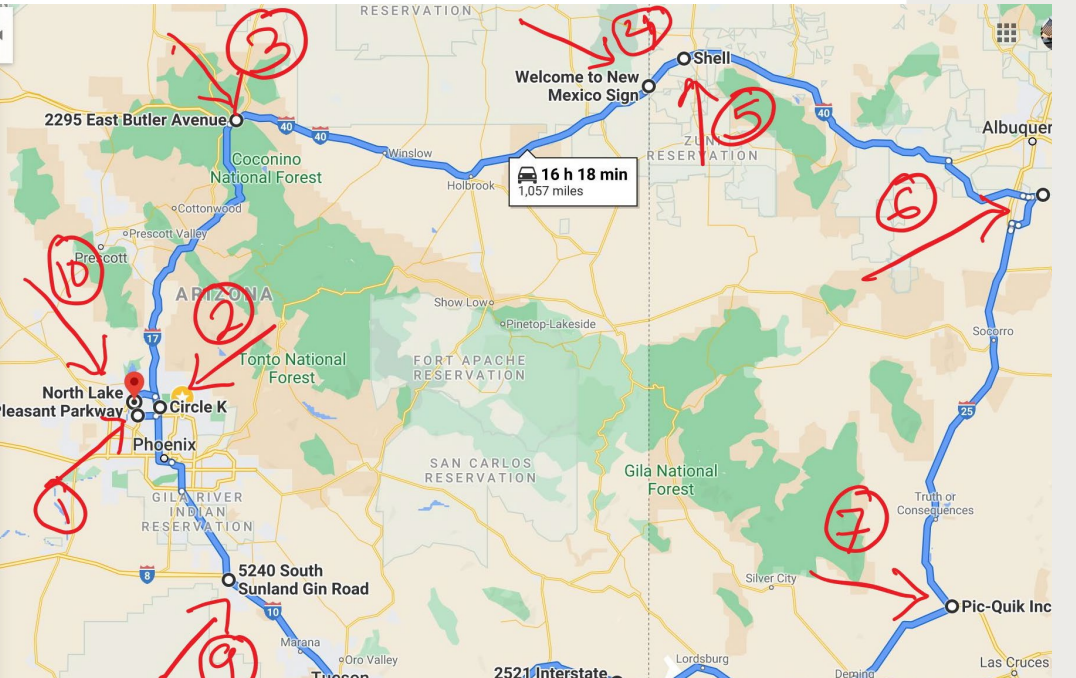 RESERVATION
3
4
Welcome to New
Mexico Sign
Shell
5
2295 East Butler Avenue
40
40
40
Albuquer
Winslow
Coconino
National Forest
16 h 18 min
1,057 miles
ZUNI
RESERVATION
Holbrook
Cottonwood
6
Prescott Valley
Prescott
10
ARIZONA
2
Show Low
Pinetop-Lakeside
17
Socorro
Tonto National
Forest
FORT APACHE
RESERVATION
North Lake
Pleasant Parkway
Circle K
25
Phoenix
SAN CARLOS
RESERVATION
Gila National
Forest
1
GILA RIVER
INDIAN
RESERVATION
Truth or
Consequences
7
8
5240 South
Sunland Gin Road
Silver City
10
Pic-Quik Inc
9
Marana
Oro Valley
Tucson
2521 Interstate
Lordsburg
Deming
Las Cruces